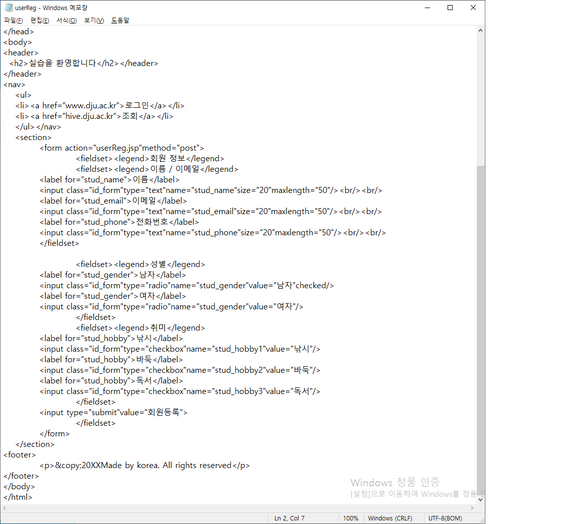 userReg - Windows 메모장
파일(F) 편집(E) 서식(O) 보기(V) 도움말
</head>
<body>
<header>
<h2>실습을 환영합니다</h2></header>
</header>
<nav>
<ul>
<li><a href="www.dju.ac.kr">로그인</a></li>
<li><a href="hive.dju.ac.kr">조회</a></li>
</ul></nav>
<section>
<form action="userReg.jsp"method="post">
<fieldset><legend>회원 정보</legend>
<fieldset><legend>이름 / 이메일</legend>
<label for="stud_name">이름</label>
<input class="id_form"type="text"name="stud_name"size="20"maxlength="50"/><br/><br/>
<label for="stud_email">이메일</label>
<input class="id_form"type="text"name="stud_email"size="20"maxlength="50"/><br/><br/>
<label for="stud_phone">전화번호</label>
<input class="id_form"type="text"name="stud_phone"size="20"maxlength="50"/><br/><br/>
</fieldset>
<fieldset><legend>성별</legend>
<label for="stud_gender">남자</label>
<input class="id_form"type="radio"name="stud_gender"value="남자"checked/>
<label for="stud_gender">여자</label>
<input class="id_form"type="radio"name="stud_gender"value="여자"/>
</fieldset>
<fieldset><legend>취미</legend>
<label for="stud_hobby">낚시</label>
<input class="id_form"type="checkbox"name="stud_hobby1"value="낚시"/>
<label for="stud_hobby">바둑</label>
<input class="id_form"type="checkbox"name="stud_hobby2"value="바둑"/>
<label for="stud_hobby">독서</label>
<input class="id_form"type="checkbox"name="stud_hobby3"value="독서"/>
</fieldset>
<input type="submit"value="회원등록">
</fieldset>
</form>
</section>
<footer>
<p>&copy;20XXMade by korea. All rights reserved</p>
</footer>
</body>
</html>
Windows 정품 인증
[설정]으로 이동하여 Windows를 정품
Ln 2, Col 7 100% Windows (CRLF) UTF-8(BOM)